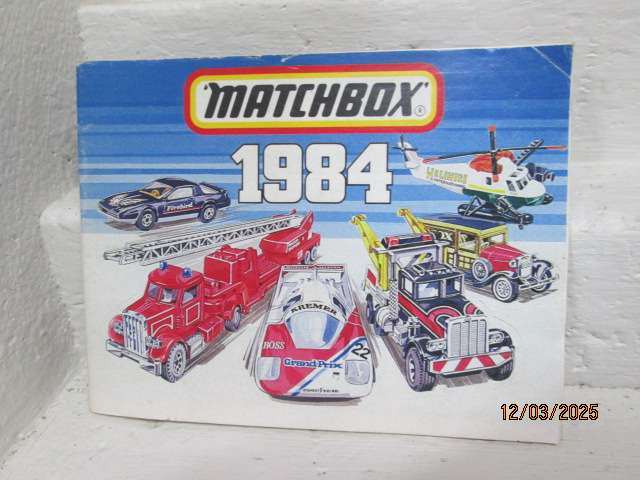 "MATCHBOX"
®
1984
Firebird
KREMER
BOSS
22
Grand Prix
12/03/2025